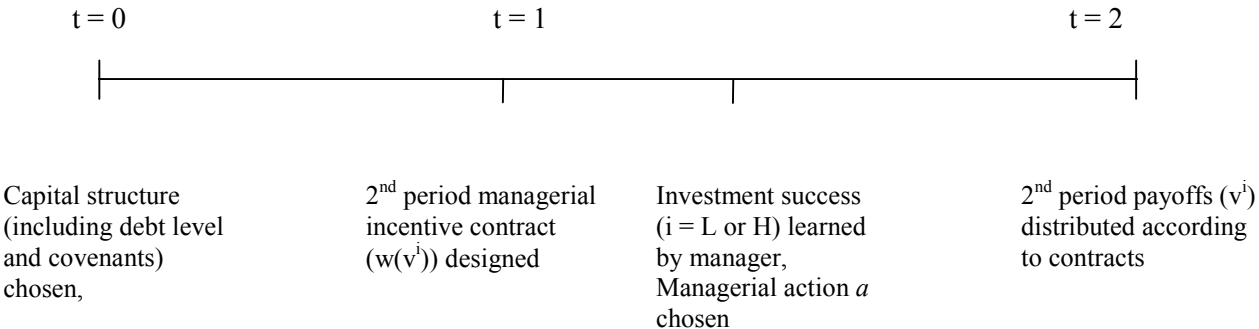 t = 0
t = 1
t = 2
Capital structure
(including debt level
and covenants)
chosen,
2nd period managerial
incentive contract
(w(vi)) designed
Investment success
(i = L or H) learned
by manager,
Managerial action a
chosen
2nd period payoffs (vi)
distributed according
to contracts